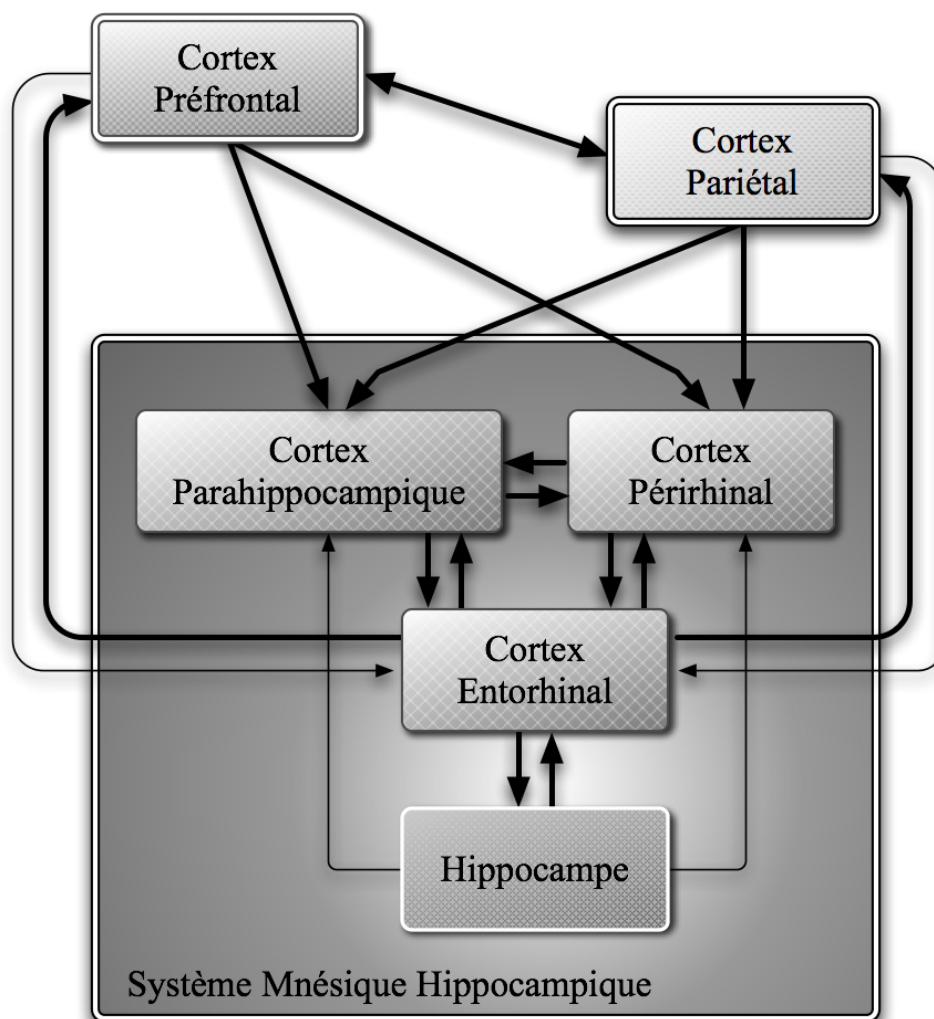 Cortex
Préfrontal
Cortex
Pariétal
Cortex
Parahippocampique
Cortex
Périrhinal
Cortex
Entorhinal
Hippocampe
Système Mnésique Hippocampique